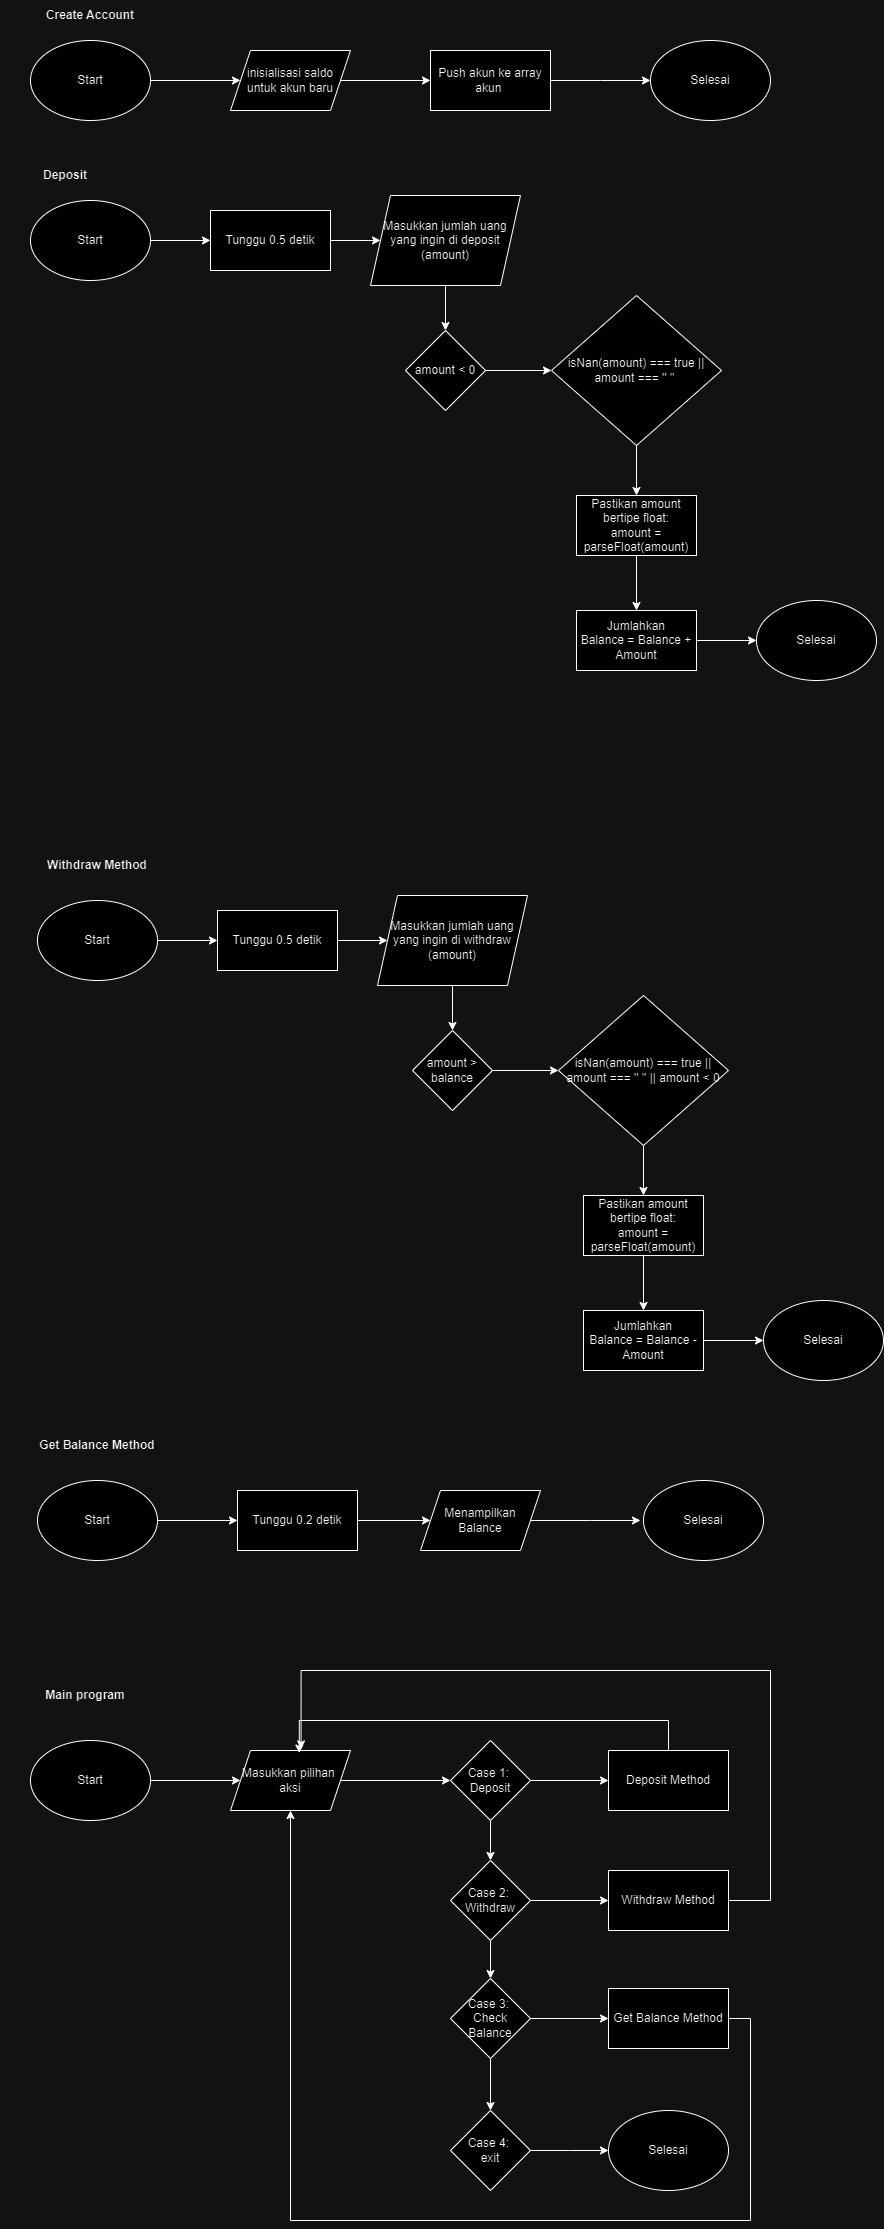 Create Account
Start
inisialisasi saldo
untuk akun baru
Push akun ke array
akun
Selesai
Deposit
Start
Tunggu 0.5 detik
Masukkan jumlah uang
yang ingin di deposit
(amount)
amount < 0
isNan(amount) === true ||
amount === " "
Pastikan amount
bertipe float:
amount =
parseFloat(amount)
Jumlahkan
Balance = Balance +
Amount
Selesai
Withdraw Method
Start
Tunggu 0.5 detik
Masukkan jumlah uang
yang ingin di withdraw
(amount)
amount >
balance
isNan(amount) === true ||
amount === " " || amount < 0
Pastikan amount
bertipe float:
amount =
parseFloat(amount)
Jumlahkan
Balance = Balance -
Amount
Selesai
Get Balance Method
Start
Tunggu 0.2 detik
Menampilkan
Balance
Selesai
Main program
Start
Masukkan pilihan
aksi
Case 1:
Deposit
Deposit Method
Case 2:
Withdraw
Withdraw Method
Case 3:
Check
Balance
Get Balance Method
Case 4:
exit
Selesai